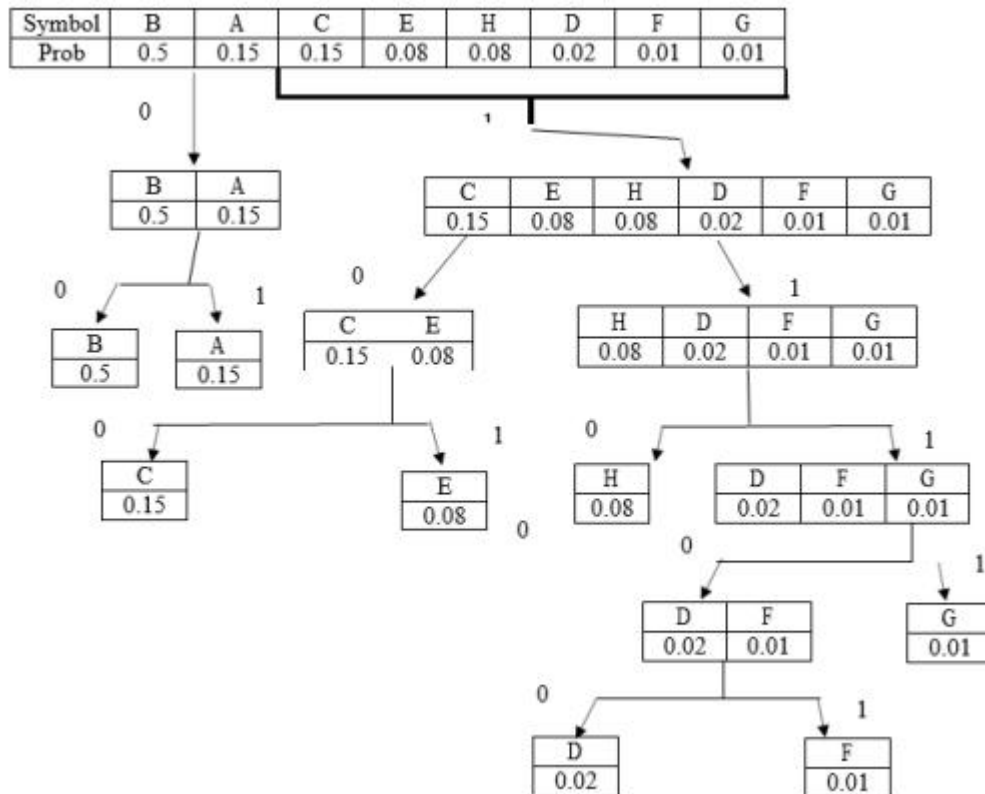 Symbol B A C E H D F G
Prob 0.5 0.15 0.15 0.08 0.08 0.02 0.01 0.01
0
1
B A
0.5 0.15
C E H D F G
0.15 0.08 0.08 0.02 0.01 0.01
0
1
0
1
B
0.5
A
0.15
C E
0.15 0.08
H D F G
0.08 0.02 0.01 0.01
0
1
0
1
C
0.15
E
0.08
0
H
0.08
D F G
0.02 0.01 0.01
0
1
D F
0.02 0.01
G
0.01
0
1
D
0.02
F
0.01